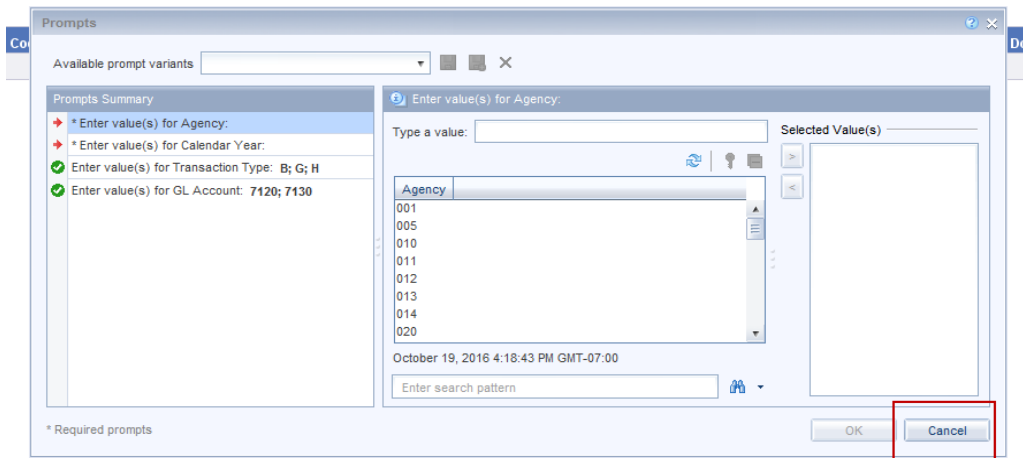 Prompts
Co
Do
Available prompt variants
Prompts Summary
* Enter value(s) for Agency:
* Enter value(s) for Calendar Year:
Enter value(s) for Transaction Type: B; G; H
Enter value(s) for GL Account: 7120; 7130
Enter value(s) for Agency:
Type a value:
Selected Value(s)
>
<
Agency
001
005
010
011
012
013
014
020
October 19, 2016 4:18:43 PM GMT-07:00
Enter search pattern
* Required prompts
OK
Cancel